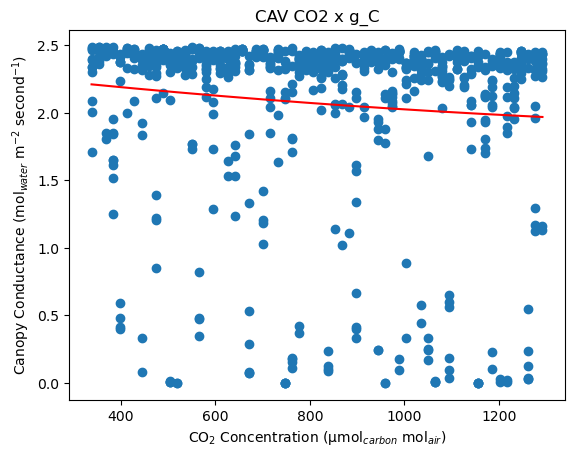 CAV CO2 x g_C
Canopy Conductance (mol_water m⁻² second⁻¹)
2.5
2.0
1.5
1.0
0.5
0.0
400 600 800 1000 1200
CO₂ Concentration (μmol_carbon mol_air)